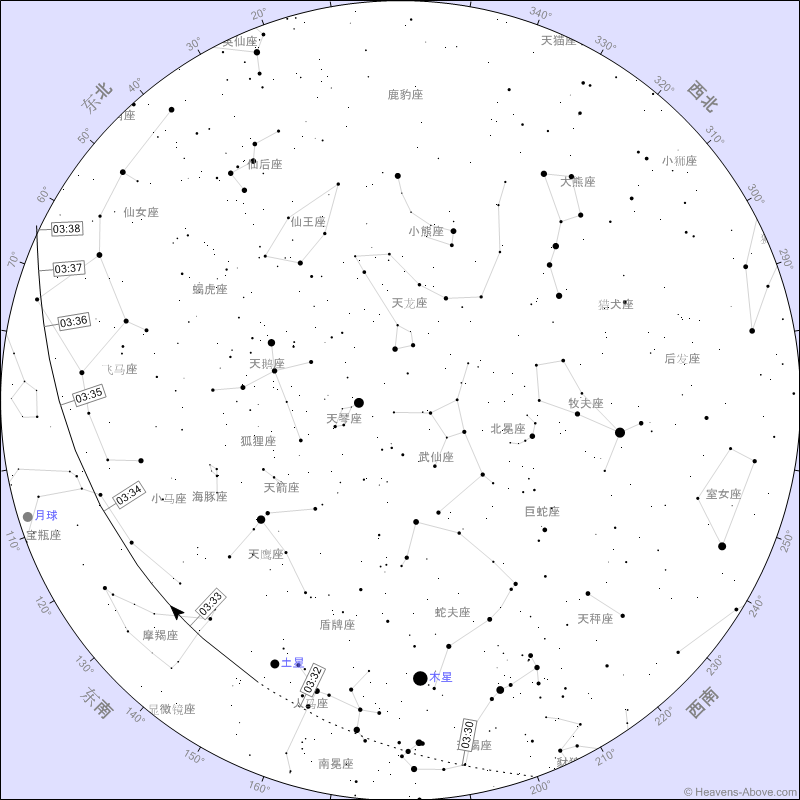 20°
340°
英仙座
天猫座
30°
330°
鹿豹座
40°
320°
东北
西北
座
50°
310°
仙后座
小狮座
大熊座
60°
300°
仙女座
仙王座
小熊座
03:38
70°
290°
03:37
蝎虎座
天龙座
猎犬座
03:36
飞马座
天鹅座
后发座
03:35
牧夫座
天琴座
北冕座
狐狸座
武仙座
天箭座
03:34
小马座
海豚座
室女座
月球
巨蛇座
宝瓶座
110°
250°
天鹰座
120°
240°
03:33
蛇夫座
天秤座
盾牌座
摩羯座
130°
230°
土星
03:32
木星
东南
西南
人马座
140°
220°
显微镜座
03:30
天蝎座
150°
210°
南冕座
豺狼
160°
200°
© Heavens-Above.com